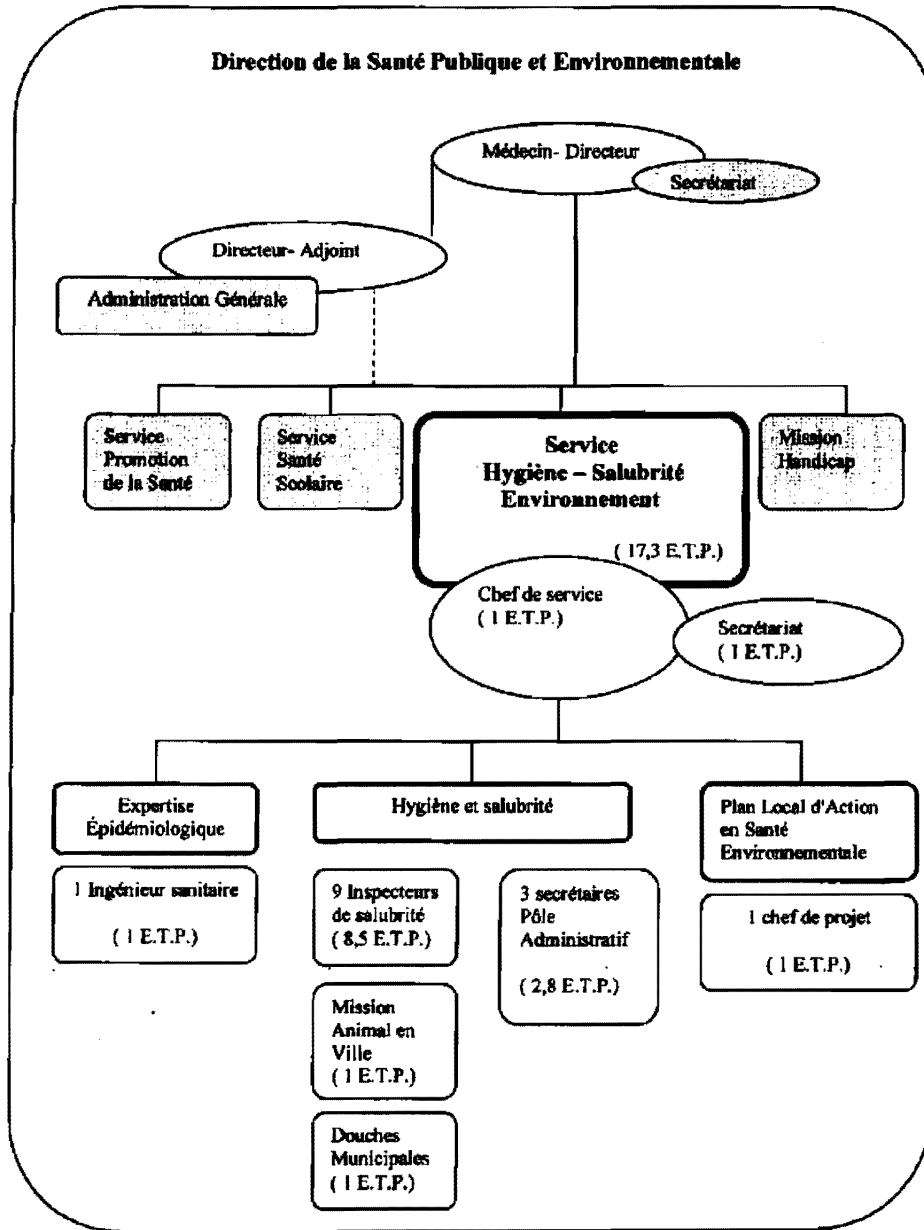 Direction de la Santé Publique et Environnementale
Médecin- Directeur
Secrétariat
Directeur- Adjoint
Administration Générale
Service
Promotion
de la Santé
Service
Santé
Scolaire
Service
Hygiène – Salubrité
Environnement
( 17,3 E.T.P.)
Mission
Handicap
Chef de service
( 1 E.T.P.)
Secrétariat
( 1 E.T.P.)
Expertise
Épidémiologique
1 Ingénieur sanitaire
( 1 E.T.P.)
Hygiène et salubrité
9 Inspecteurs
de salubrité
( 8,5 E.T.P.)
Mission
Animal en
Ville
( 1 E.T.P.)
Douches
Municipales
( 1 E.T.P.)
3 secrétaires
Pôle
Administratif
( 2,8 E.T.P.)
Plan Local d'Action
en Santé
Environnementale
1 chef de projet
( 1 E.T.P.)